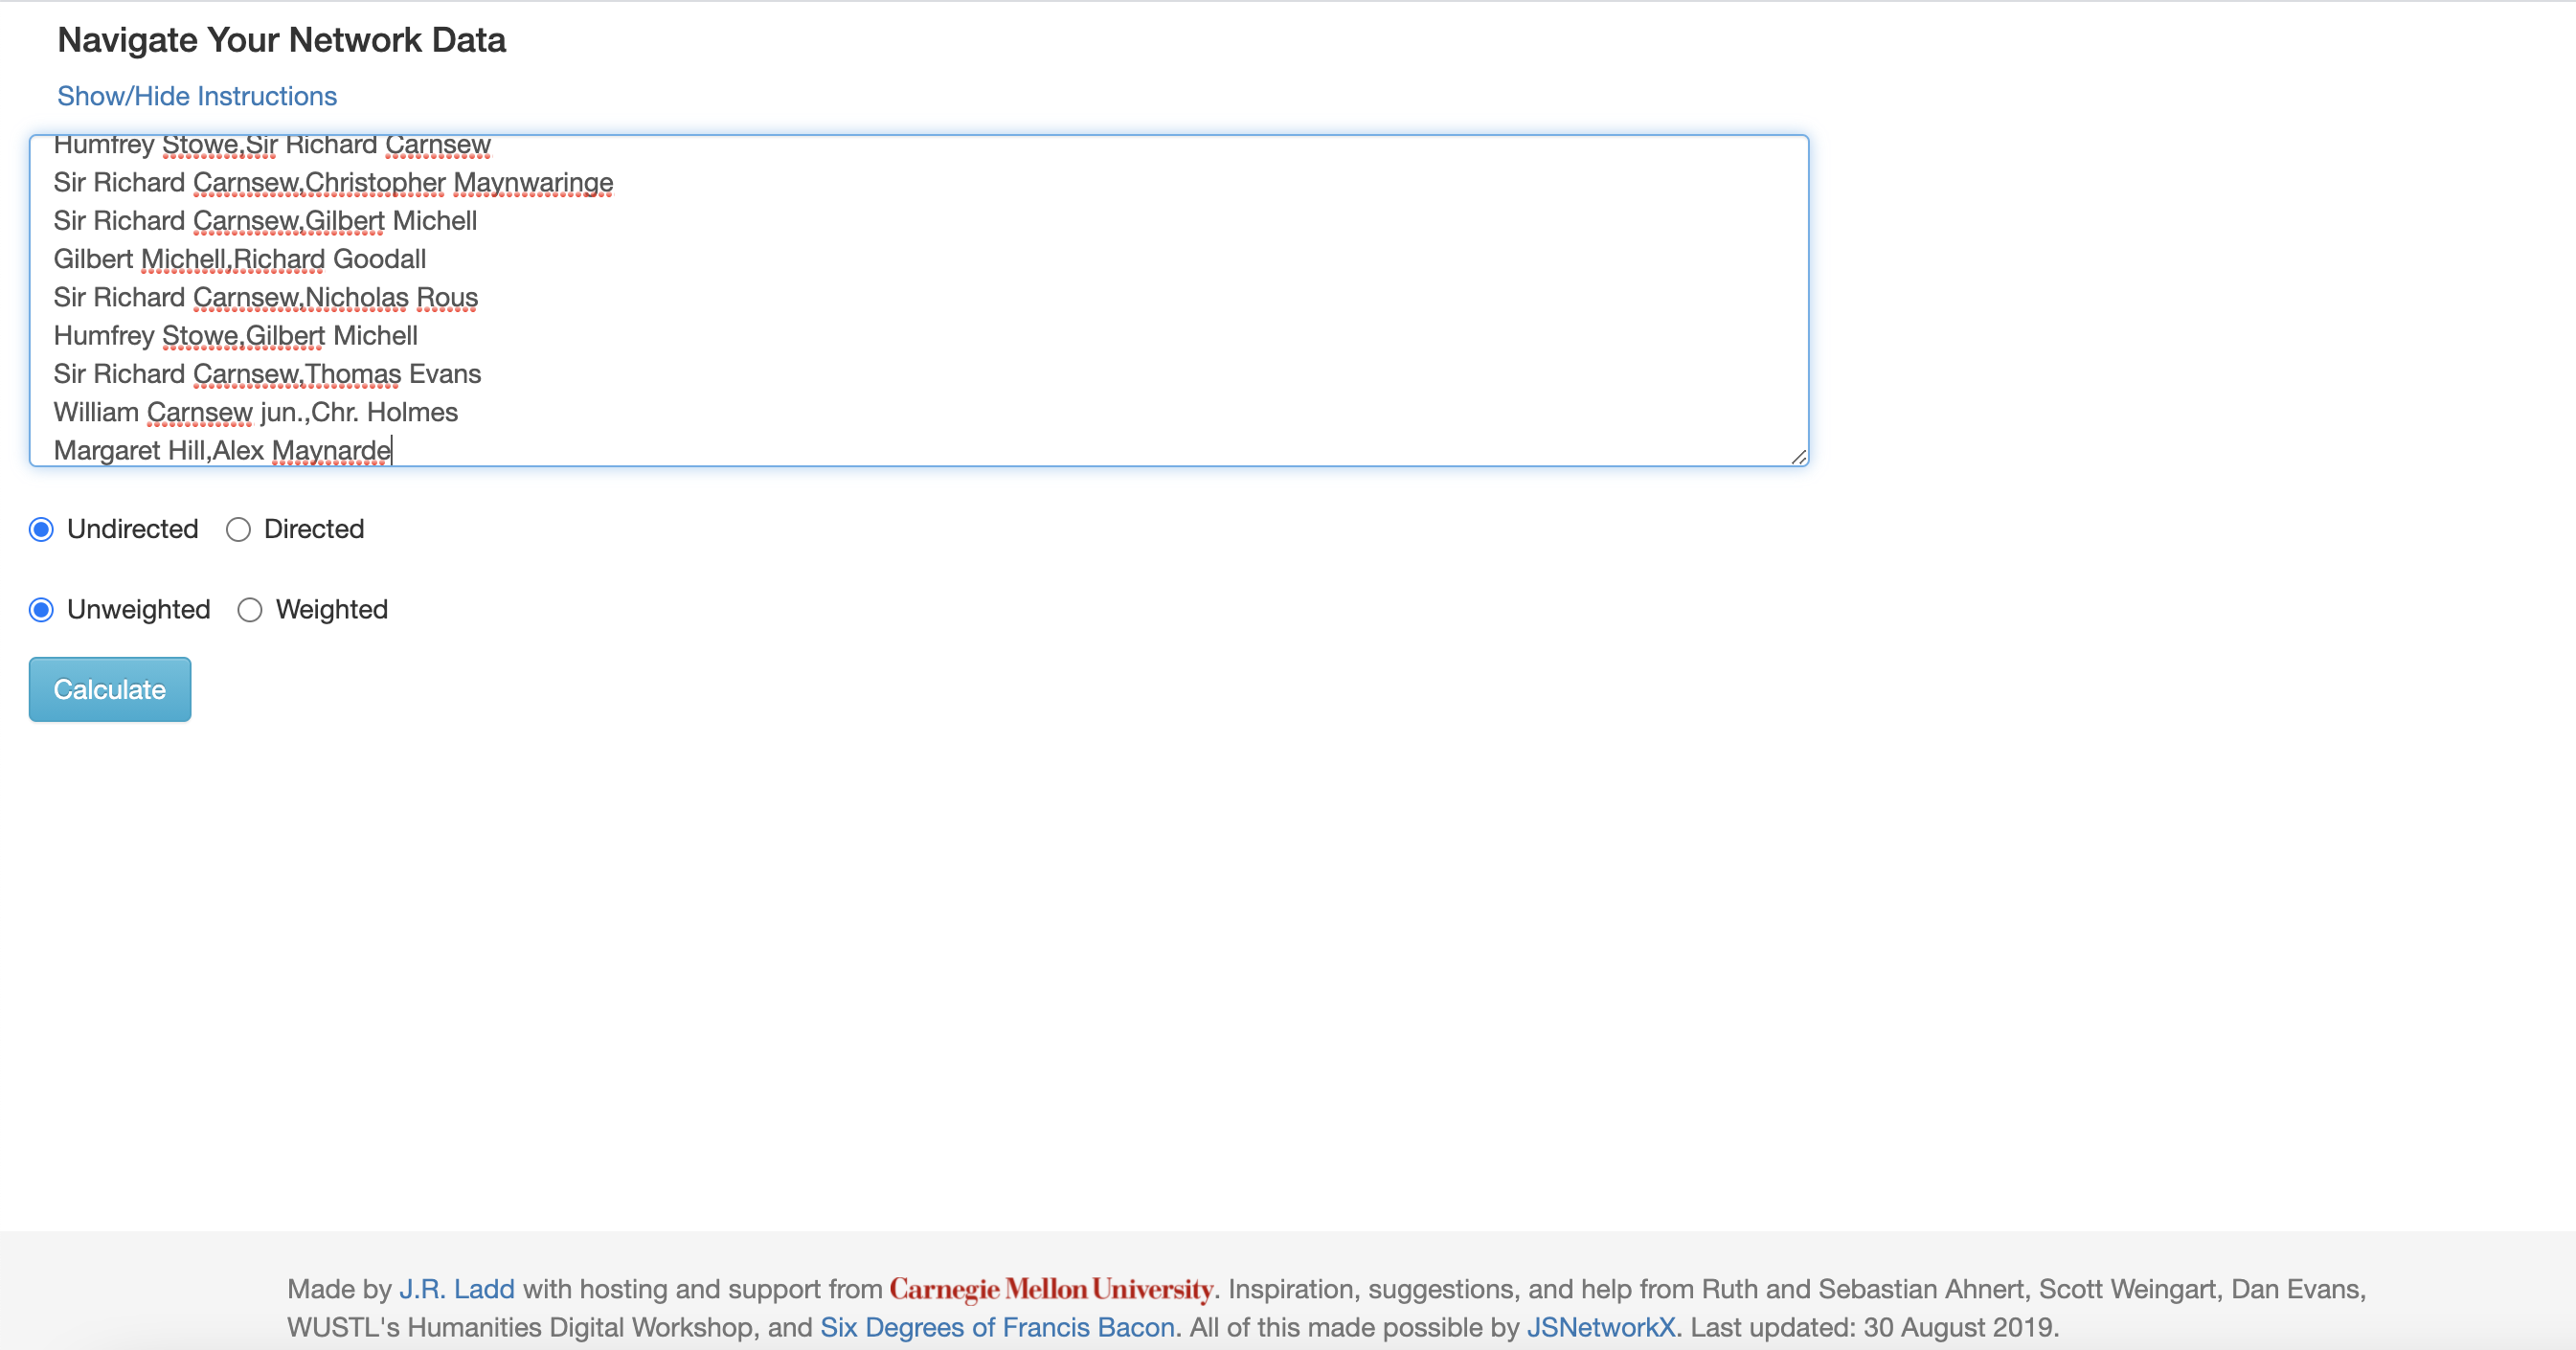 Navigate Your Network Data
Show/Hide Instructions
Humfrey Stowe,Sir Richard Carnsew
Sir Richard Carnsew,Christopher Maynwaringe
Sir Richard Carnsew,Gilbert Michell
Gilbert Michell,Richard Goodall
Sir Richard Carnsew,Nicholas Rous
Humfrey Stowe,Gilbert Michell
Sir Richard Carnsew,Thomas Evans
William Carnsew jun.,Chr. Holmes
Margaret Hill,Alex Maynarde
Undirected Directed
Unweighted Weighted
Calculate
Made by J.R. Ladd with hosting and support from Carnegie Mellon University. Inspiration, suggestions, and help from Ruth and Sebastian Ahnert, Scott Weingart, Dan Evans,
WUSTL's Humanities Digital Workshop, and Six Degrees of Francis Bacon. All of this made possible by JSNetworkX. Last updated: 30 August 2019.